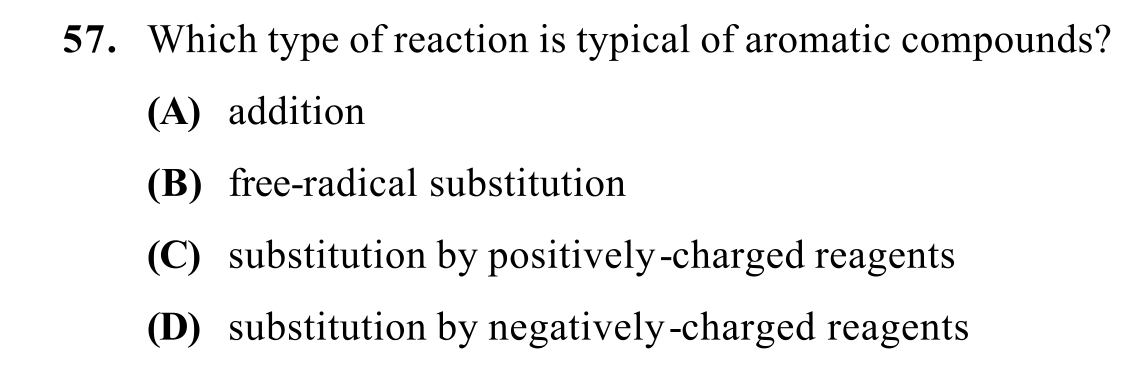 57. Which type of reaction is typical of aromatic compounds?
(A) addition
(B) free-radical substitution
(C) substitution by positively-charged reagents
(D) substitution by negatively-charged reagents